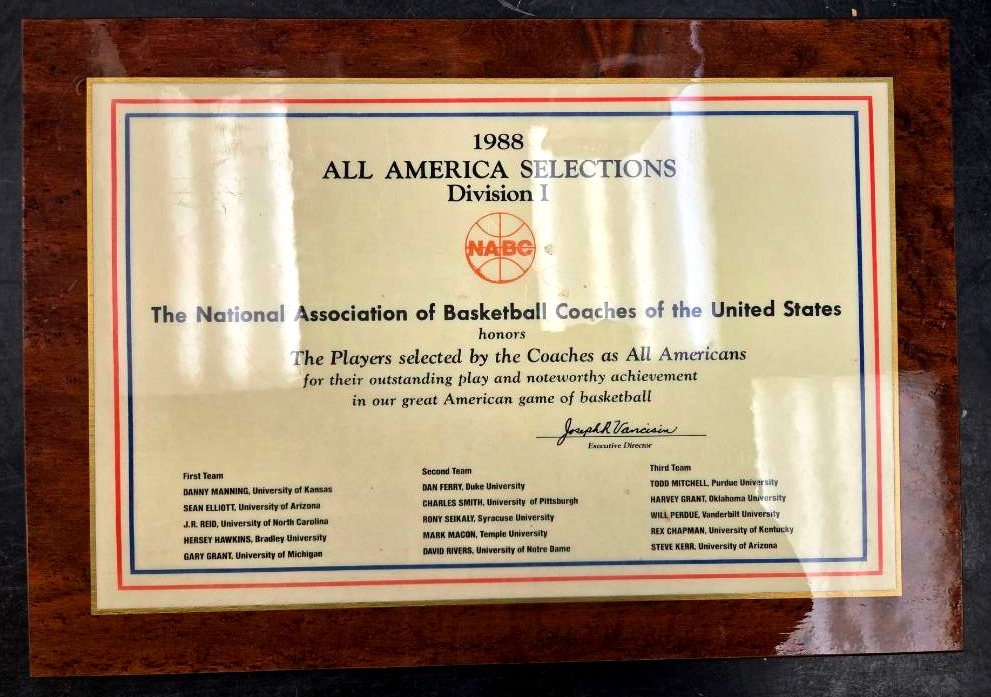 1988
ALL AMERICA SELECTIONS
Division I
NABC
The National Association of Basketball Coaches of the United States
honors
The Players selected by the Coaches as All Americans
for their outstanding play and noteworthy achievement
in our great American game of basketball
Joseph R Vancisin
Executive Director
First Team
DANNY MANNING, University of Kansas
SEAN ELLIOTT, University of Arizona
J.R. REID, University of North Carolina
HERSEY HAWKINS, Bradley University
GARY GRANT, University of Michigan
Second Team
DAN FERRY, Duke University
CHARLES SMITH, University of Pittsburgh
RONY SEIKALY, Syracuse University
MARK MACON, Temple University
DAVID RIVERS, University of Notre Dame
Third Team
TODD MITCHELL, Purdue University
HARVEY GRANT, Oklahoma University
WILL PERDUE, Vanderbilt University
REX CHAPMAN, University of Kentucky
STEVE KERR, University of Arizona